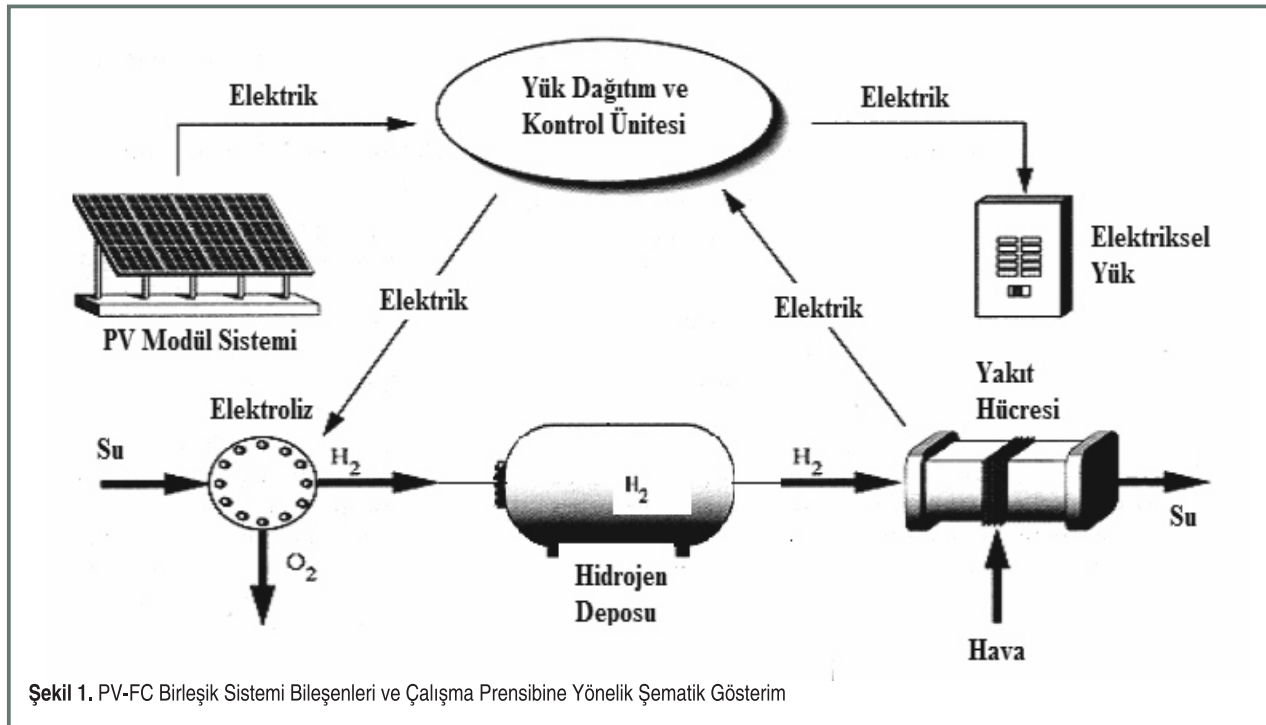 Yük Dağıtım ve
Kontrol Ünitesi
Elektrik
Elektrik
PV Modül Sistemi
Elektriksel
Yük
Elektrik
Elektrik
Elektroliz
Yakıt
Hücresi
Su
H₂
H₂
H₂
Su
O₂
Hidrojen
Deposu
Hava
Şekil 1. PV-FC Birleşik Sistemi Bileşenleri ve Çalışma Prensibine Yönelik Şematik Gösterim